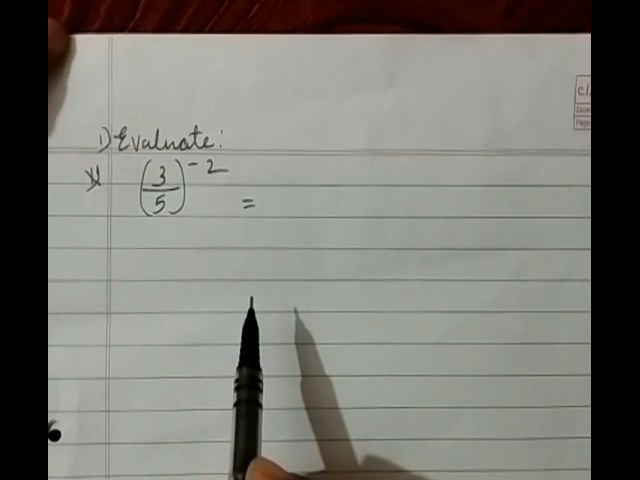 1) Evaluate:
(3/5)^-2 =